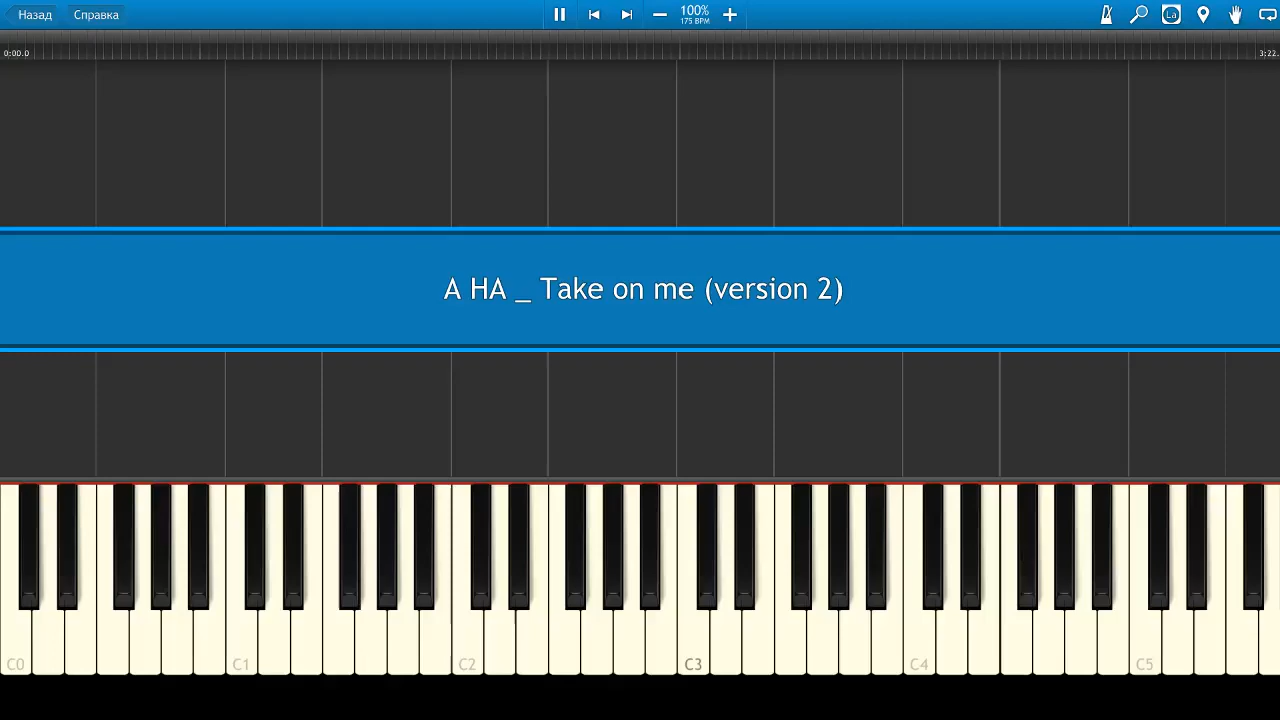 Назад Справка 100% La
175 BPM
0:00.0 3:22.
A HA _ Take on me (version 2)
C0 C1 C2 C3 C4 C5